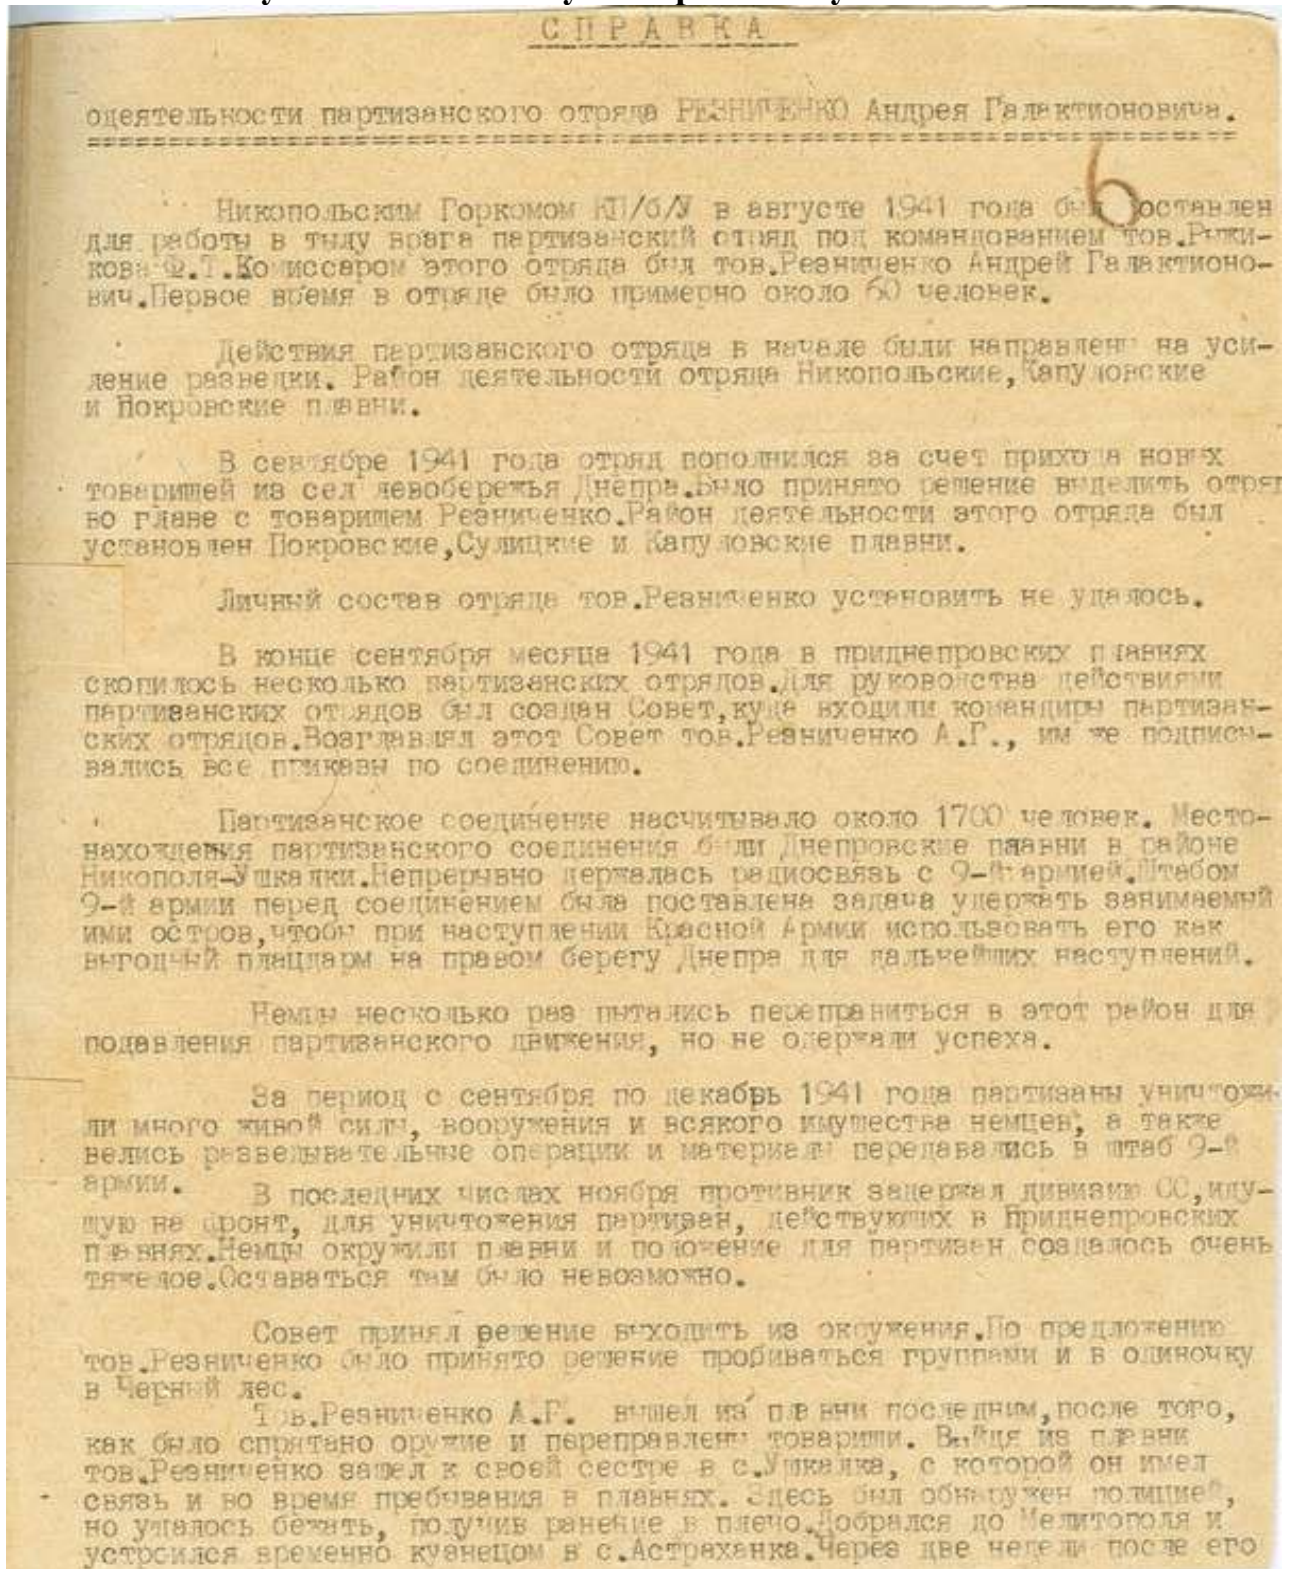 СПРАВКА
одеятельности партизанского отряда РЕЗНИЧЕНКО Андрея Галактионовича.
6
Никопольским Горкомом КП/б/У в августе 1941 года был оставлен
для работы в тылу врага партизанский отряд под командованием тов.Рыжи-
кова Ф.Т.Комиссаром этого отряда был тов.Резниченко Андрей Галактионо-
вич.Первое время в отряде было примерно около 60 человек.
Действия партизанского отряда в начале были направлены на уси-
ление разведки. Район деятельности отряда Никопольские,Капуловские
и Покровские плавни.
В сентябре 1941 года отряд пополнился за счет прихода новых
товарищей из сел левобережья Днепра.Было принято решение выделить отряд
во главе с товарищем Резниченко.Район деятельности этого отряда был
установлен Покровские,Сулицкие и Капуловские плавни.
Личный состав отряда тов.Резниченко установить не удалось.
В конце сентября месяца 1941 года в приднепровских плавнях
скопилось несколько партизанских отрядов.Для руководства действиями
партизанских отрядов был создан Совет,куда входили командиры партизан-
ских отрядов.Возглавлял этот Совет тов.Резниченко А.Г., им же подписы-
вались все приказы по соединению.
Партизанское соединение насчитывало около 1700 человек. Место-
нахождения партизанского соединения были Днепровские плавни в районе
Никополя-Ушкалки.Непрерывно держалась радиосвязь с 9-й армией.Штабом
9-й армии перед соединением была поставлена задача удержать занимаемый
ими остров,чтобы при наступлении Красной Армии использовать его как
выгодный плацдарм на правом берегу Днепра для дальнейших наступлений.
Немцы несколько раз пытались переправиться в этот район для
подавления партизанского движения, но не одержали успеха.
За период с сентября по декабрь 1941 года партизаны уничтожи-
ли много живой силы, вооружения и всякого имущества немцев, а также
велись разведывательные операции и материалы передавались в штаб 9-й
армии.
В последних числах ноября противник задержал дивизию СС,иду-
щую на фронт, для уничтожения партизан, действующих в Приднепровских
плавнях.Немцы окружили плавни и положение для партизан создалось очень
тяжелое.Оставаться там было невозможно.
Совет принял решение выходить из окружения.По предложению
тов.Резниченко было принято решение пробиваться группами и в одиночку
в Черный лес.
Тов.Резниченко А.Г. вышел из плавни последним,после того,
как было спрятано оружие и переправлены товарищи. Выйдя из плавни
тов.Резниченко зашел к своей сестре в с.Ушкалка, с которой он имел
связь и во время пребывания в плавнях. Здесь был обнаружен полицией,
но удалось бежать, получив ранение в плечо.Добрался до Мелитополя и
устроился временно кузнецом в с.Астраханка.Через две недели после его